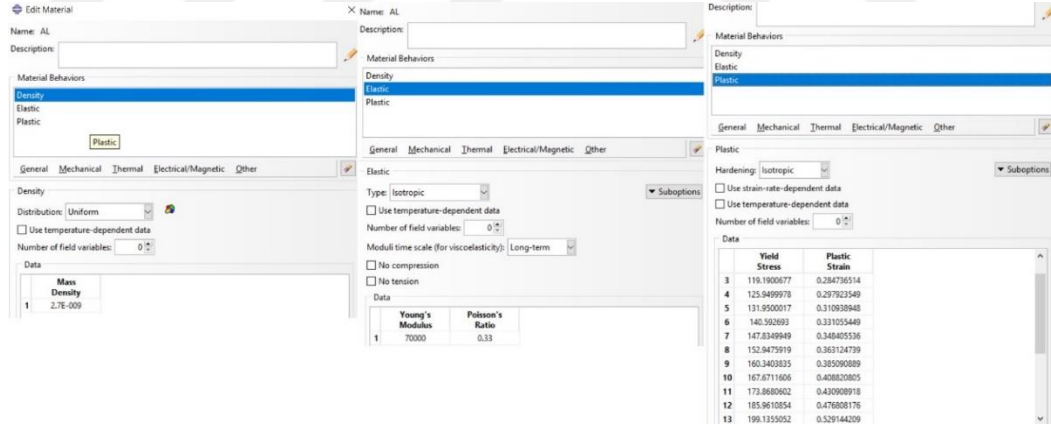 Edit Material
Name: AL
Description:
Material Behaviors
Density
Elastic
Plastic
Plastic
General Mechanical Thermal Electrical/Magnetic Other
Density
Distribution: Uniform
Use temperature-dependent data
Number of field variables: 0
Data
Mass
Density
1 2.7E-009
Name: AL
Description:
Material Behaviors
Density
Elastic
Plastic
General Mechanical Thermal Electrical/Magnetic Other
Elastic
Type: Isotropic
Suboptions
Use temperature-dependent data
Number of field variables: 0
Moduli time scale (for viscoelasticity): Long-term
No compression
No tension
Data
Young's Poisson's
Modulus Ratio
1 70000 0.33
Description:
Material Behaviors
Density
Elastic
Plastic
General Mechanical Thermal Electrical/Magnetic Other
Plastic
Hardening: Isotropic
Suboptions
Use strain-rate-dependent data
Use temperature-dependent data
Number of field variables: 0
Data
Yield Plastic
Stress Strain
3 119.1900677 0.284736514
4 125.9499978 0.297923549
5 131.9500017 0.310938948
6 140.592693 0.331055449
7 147.8349949 0.348405536
8 152.9475919 0.363124739
9 160.3403835 0.385090889
10 167.6711606 0.408820805
11 173.8680602 0.430908918
12 185.9610854 0.476808176
13 199.1355052 0.529144209